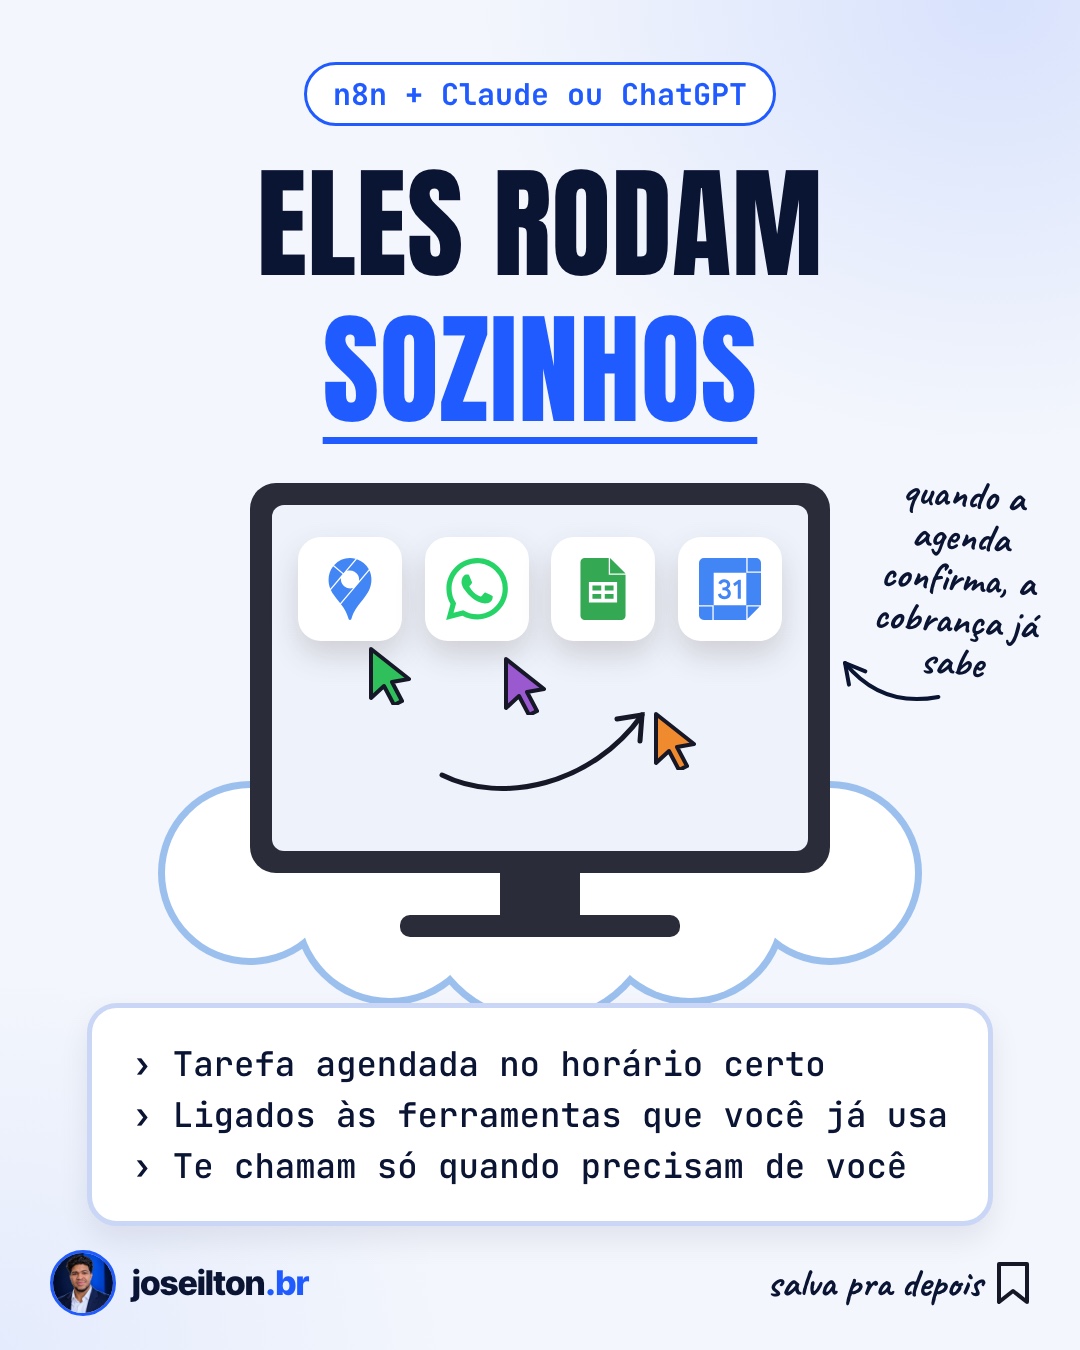 n8n + Claude ou ChatGPT
ELES RODAM
SOZINHOS
quando a
agenda
confirma, a
cobrança já
sabe
31
› Tarefa agendada no horário certo
› Ligados às ferramentas que você já usa
› Te chamam só quando precisam de você
joseilton.br
salva pra depois